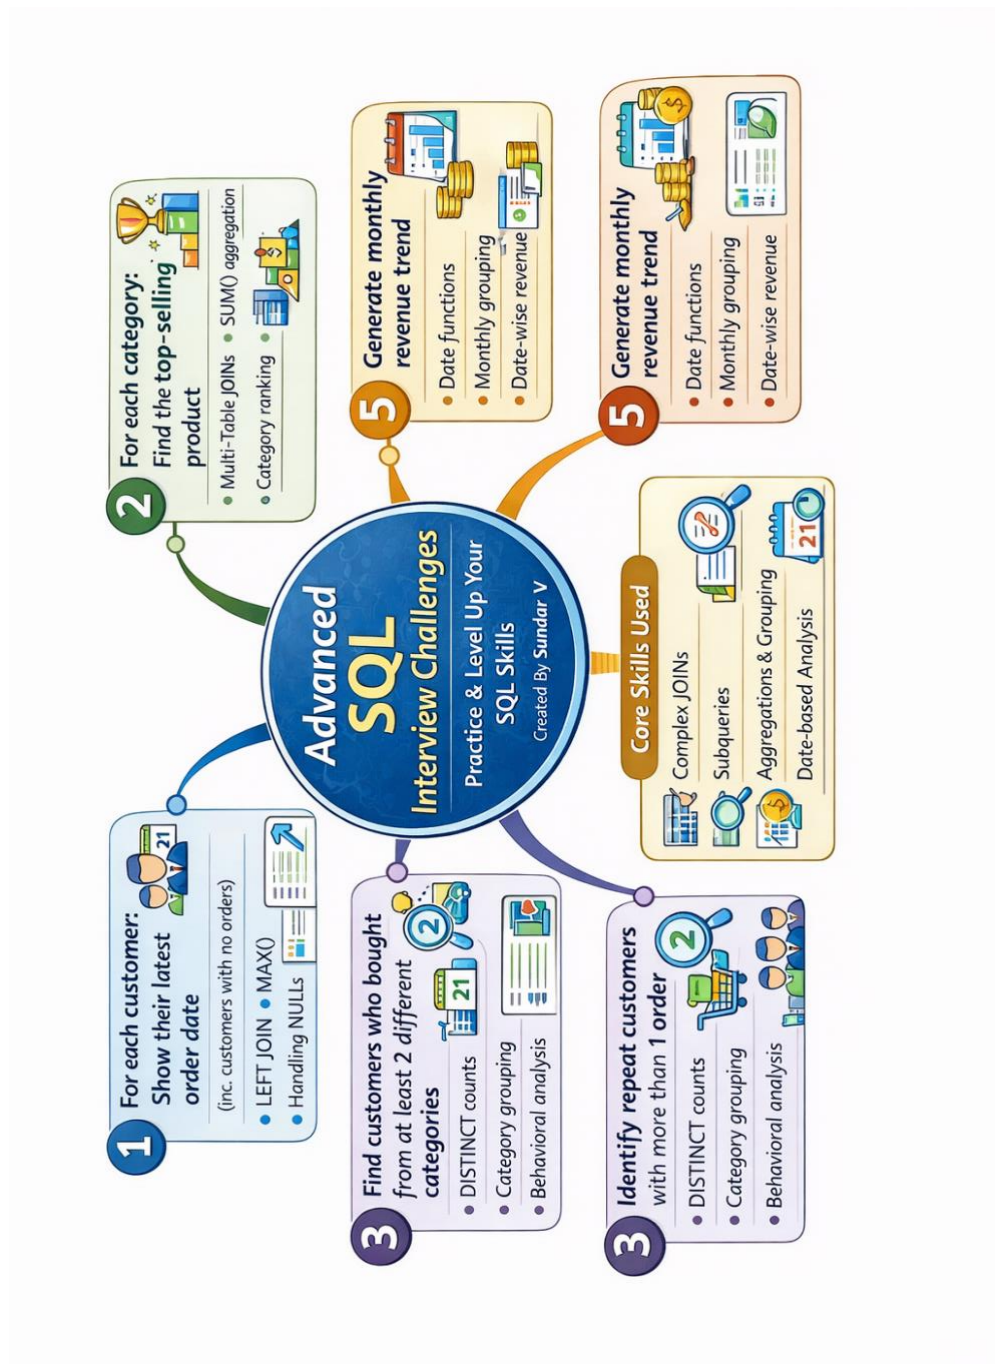 Advanced
SQL
Interview Challenges
Practice & Level Up Your
SQL Skills
Created By Sundar V
1
For each customer:
Show their latest
order date
(inc. customers with no orders)
• LEFT JOIN • MAX()
• Handling NULLs
21
2
For each category:
Find the top-selling
product
• Multi-Table JOINs • SUM() aggregation
• Category ranking •
3
Find customers who bought
from at least 2 different
categories
• DISTINCT counts
• Category grouping
• Behavioral analysis
2
21
5
Generate monthly
revenue trend
• Date functions
• Monthly grouping
• Date-wise revenue
3
Identify repeat customers
with more than 1 order
• DISTINCT counts
• Category grouping
• Behavioral analysis
2
Core Skills Used
Complex JOINs
Subqueries
Aggregations & Grouping
Date-based Analysis
21
5
Generate monthly
revenue trend
• Date functions
• Monthly grouping
• Date-wise revenue
$